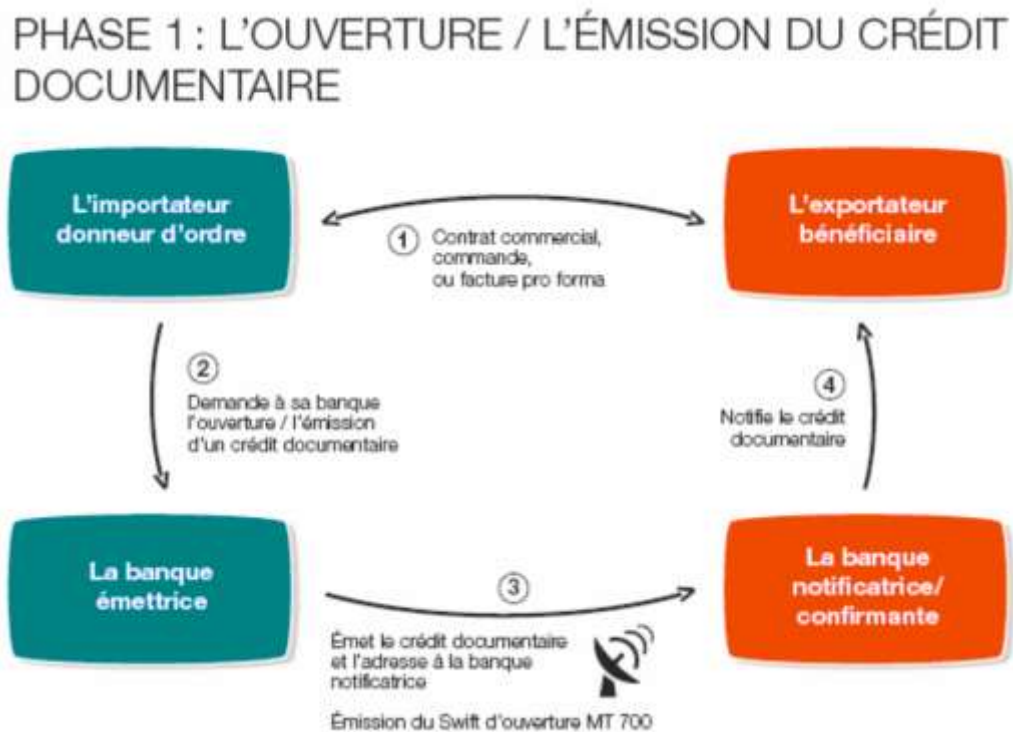 PHASE 1 : L'OUVERTURE / L'ÉMISSION DU CRÉDIT
DOCUMENTAIRE
L'importateur
donneur d'ordre
L'exportateur
bénéficiaire
1
Contrat commercial,
commande,
ou facture pro forma
2
Demande à sa banque
l'ouverture / l'émission
d'un crédit documentaire
4
Notifie le crédit
documentaire
La banque
émettrice
La banque
notificatrice/
confirmante
3
Émet le crédit documentaire
et l'adresse à la banque
notificatrice
Émission du Swift d'ouverture MT 700